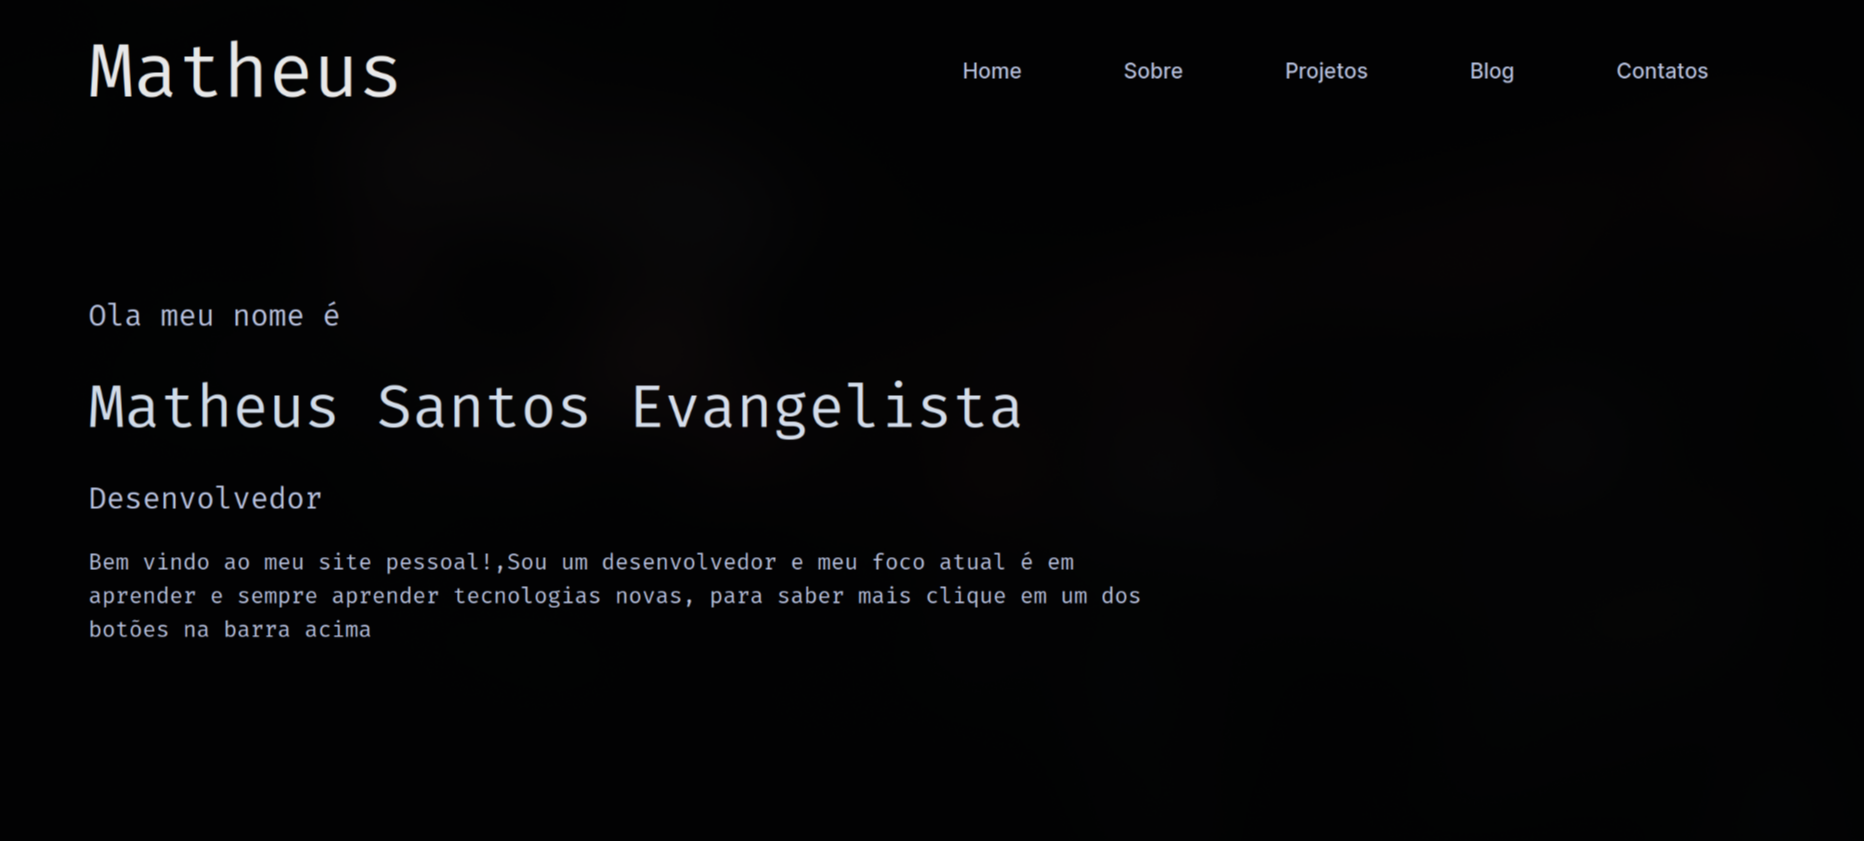 Matheus
Home Sobre Projetos Blog Contatos
Ola meu nome é
Matheus Santos Evangelista
Desenvolvedor
Bem vindo ao meu site pessoal!,Sou um desenvolvedor e meu foco atual é em
aprender e sempre aprender tecnologias novas, para saber mais clique em um dos
botões na barra acima